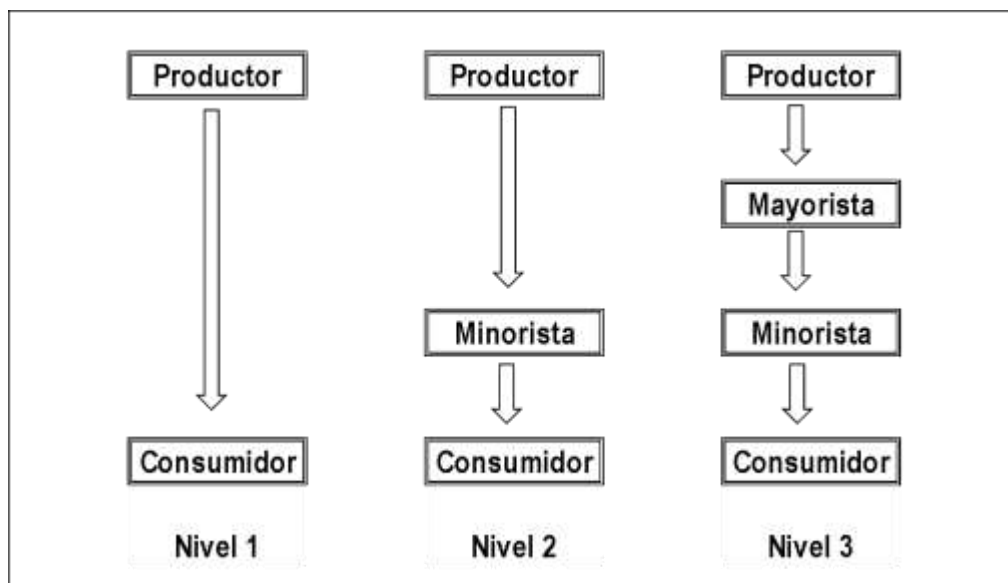 Productor
Productor
Productor
Mayorista
Minorista
Minorista
Consumidor
Consumidor
Consumidor
Nivel 1
Nivel 2
Nivel 3